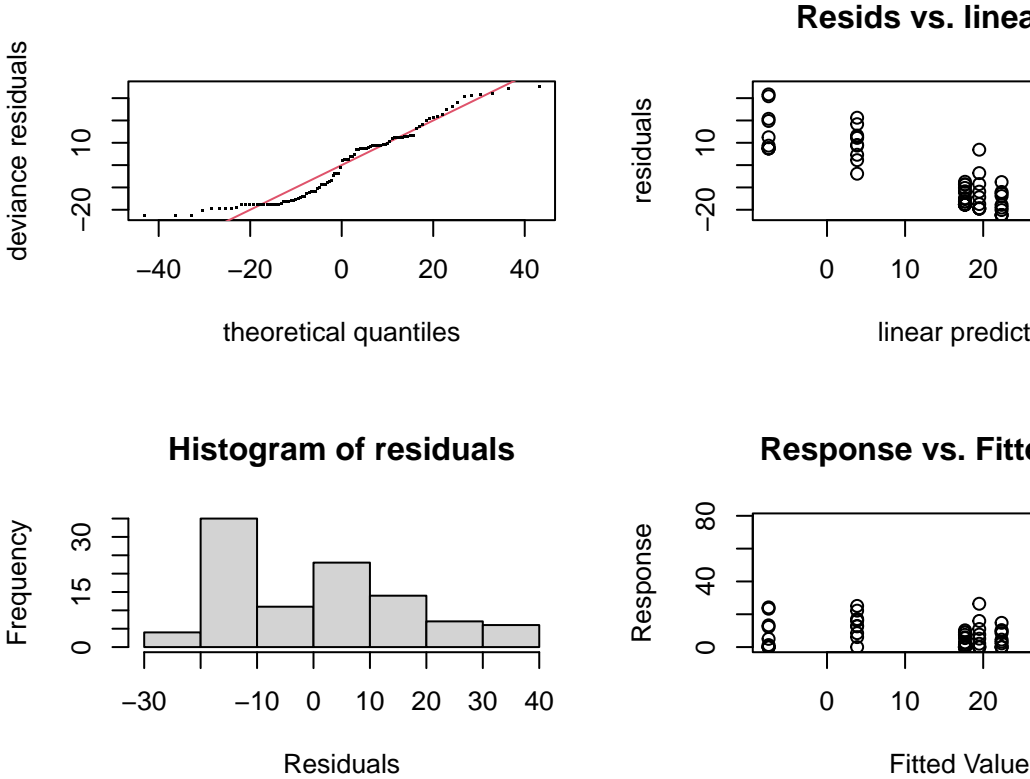 deviance residuals
10
−20
−40 −20 0 20 40
theoretical quantiles
Resids vs. linea
residuals
10
−20
0 10 20
linear predict
Histogram of residuals
Frequency
30
15
0
−30 −10 0 10 20 30 40
Residuals
Response vs. Fitte
Response
80
40
0
0 10 20
Fitted Value